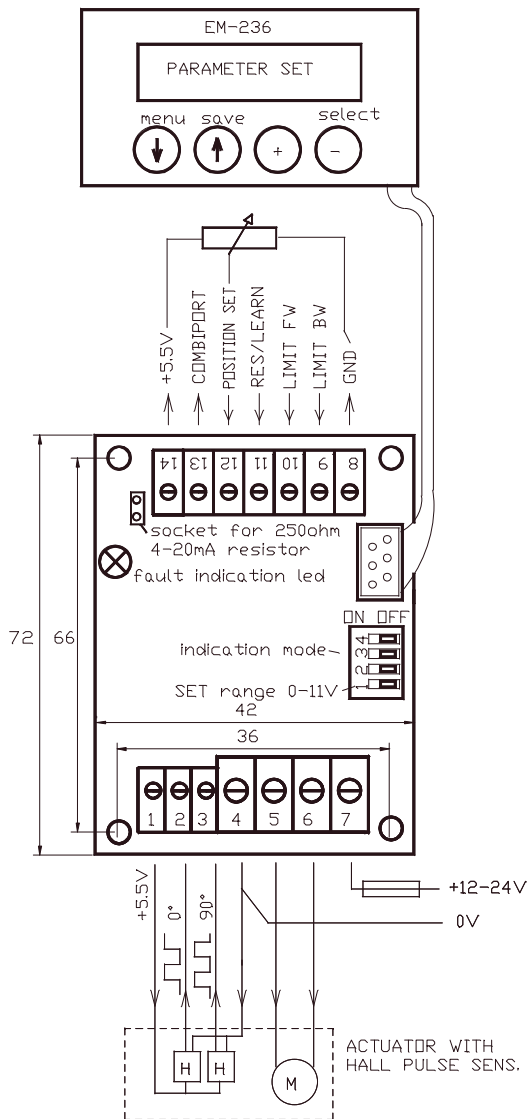 EM-236
PARAMETER SET
menu save select
+ -
+5.5V
COMBIPORT
POSITION SET
RES/LEARN
LIMIT FW
LIMIT BW
GND
14 13 12 11 10 9 8
socket for 250ohm
4-20mA resistor
fault indication led
ON OFF
4
3
2
1
indication mode
SET range 0-11V
72
66
42
36
1 2 3 4 5 6 7
+5.5V
0°
90°
+12-24V
0V
H H
M
ACTUATOR WITH
HALL PULSE SENS.